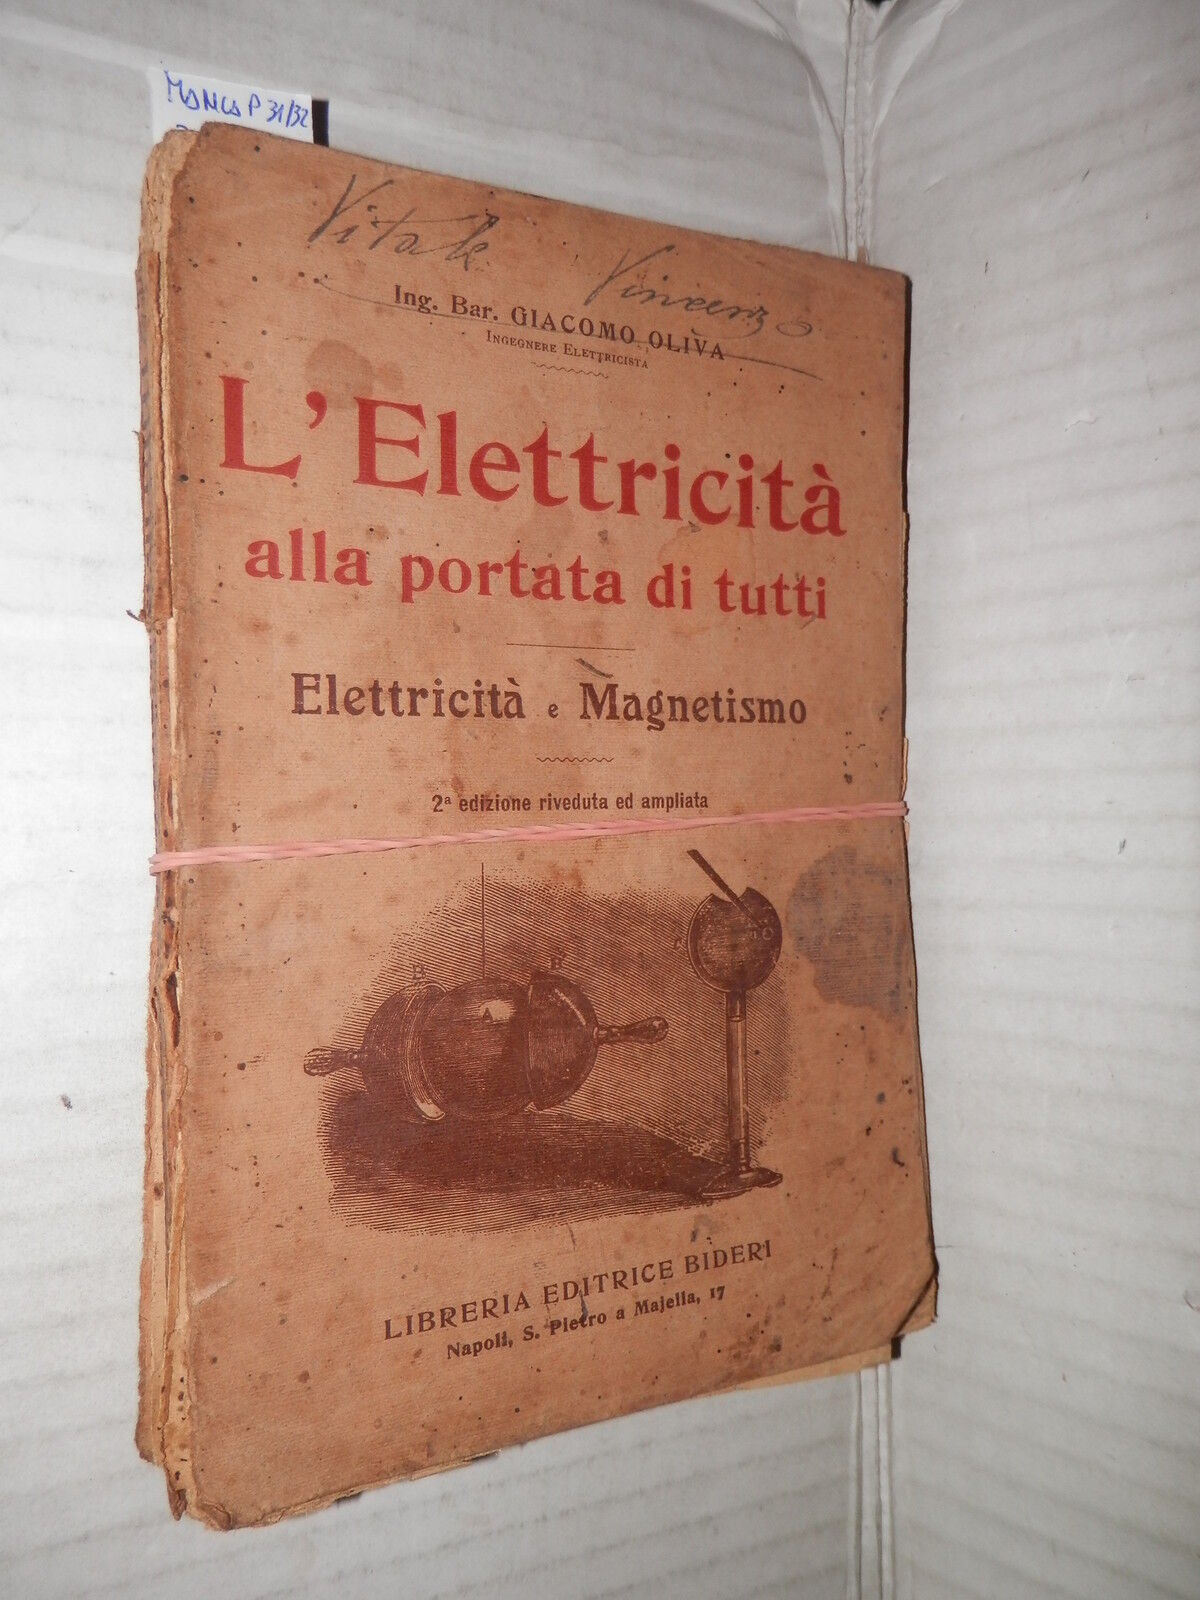 MANCA P 31/32
Vitale Vincenzo
Ing. Bar. GIACOMO OLIVA
INGEGNERE ELETTRICISTA
L'Elettricità
alla portata di tutti
Elettricità e Magnetismo
2ª edizione riveduta ed ampliata
B
B'
A
O
LIBRERIA EDITRICE BIDERI
Napoli, S. Pietro a Majella, 17